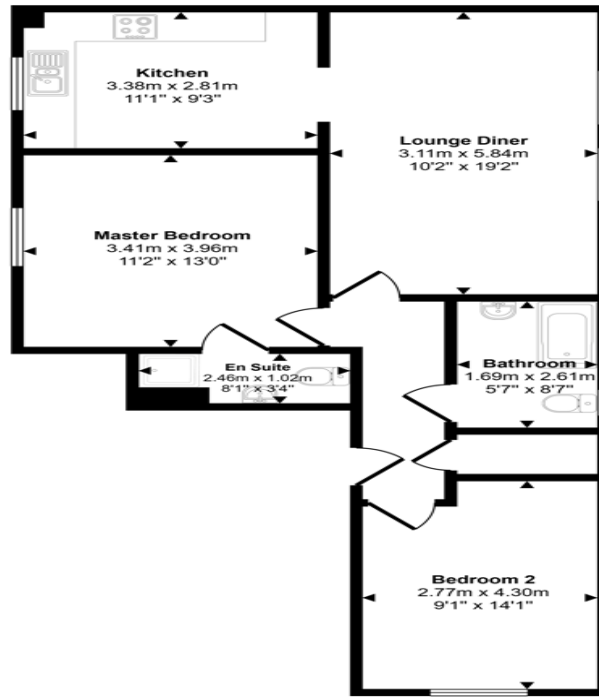 Kitchen
3.38m x 2.81m
11'1" x 9'3"
Lounge Diner
3.11m x 5.84m
10'2" x 19'2"
Master Bedroom
3.41m x 3.96m
11'2" x 13'0"
En Suite
2.46m x 1.02m
8'1" x 3'4"
Bathroom
1.69m x 2.61m
5'7" x 8'7"
Bedroom 2
2.77m x 4.30m
9'1" x 14'1"